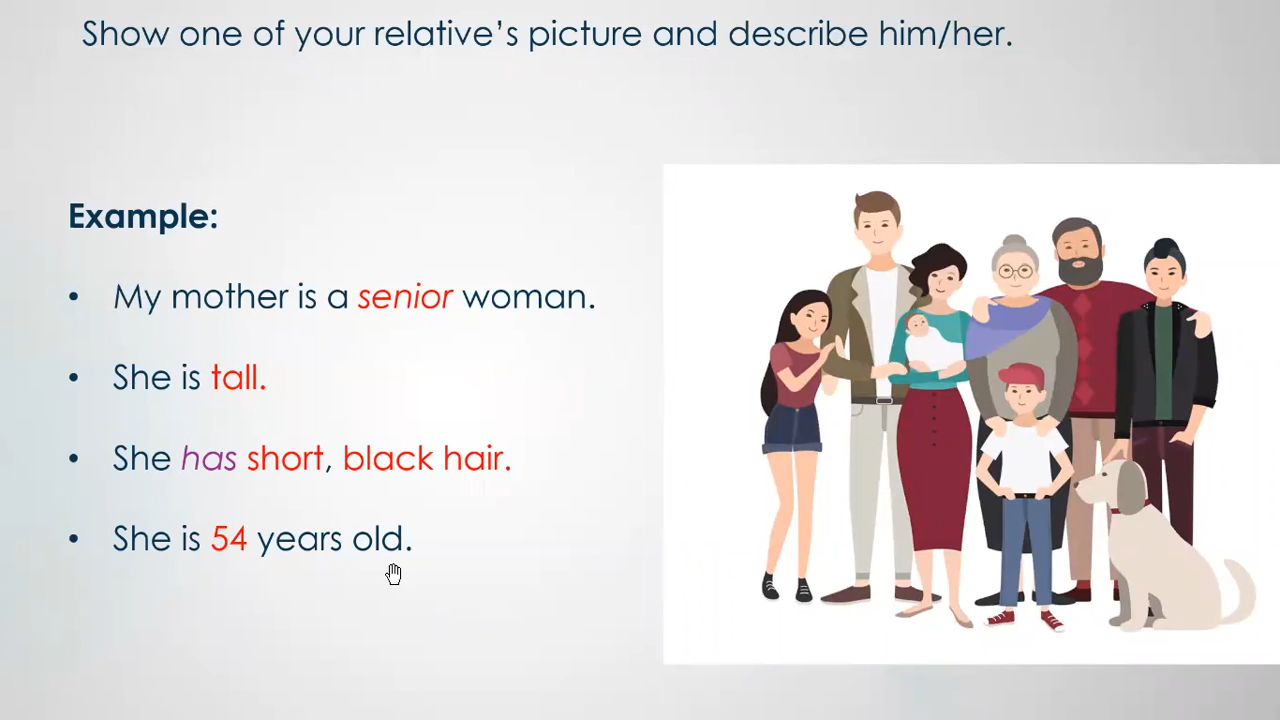 Show one of your relative’s picture and describe him/her.
Example:
• My mother is a senior woman.
• She is tall.
• She has short, black hair.
• She is 54 years old.